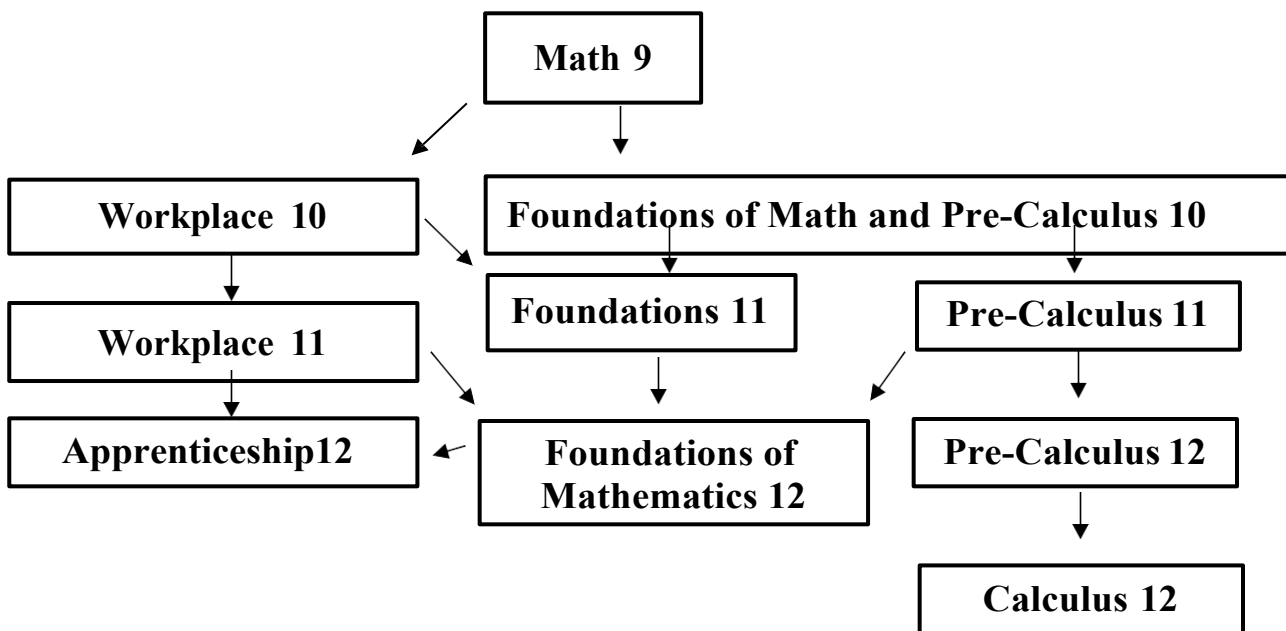 Math 9
Workplace 10
Foundations of Math and Pre-Calculus 10
Foundations 11
Pre-Calculus 11
Workplace 11
Apprenticeship12
Foundations of
Mathematics 12
Pre-Calculus 12
Calculus 12